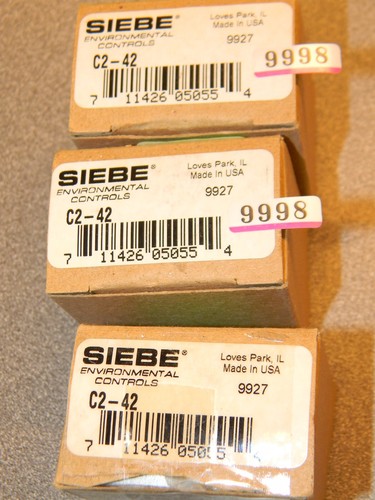 SIEBE®
Loves Park, IL
Made in USA
ENVIRONMENTAL
CONTROLS
9927
9998
C2-42
7 11426 05055 4
SIEBE®
Loves Park, IL
Made in USA
ENVIRONMENTAL
CONTROLS
9927
C2-42
9998
7 11426 05055 4
SIEBE®
Loves Park, IL
Made in USA
ENVIRONMENTAL
CONTROLS
9927
C2-42
7 11426 05055 4